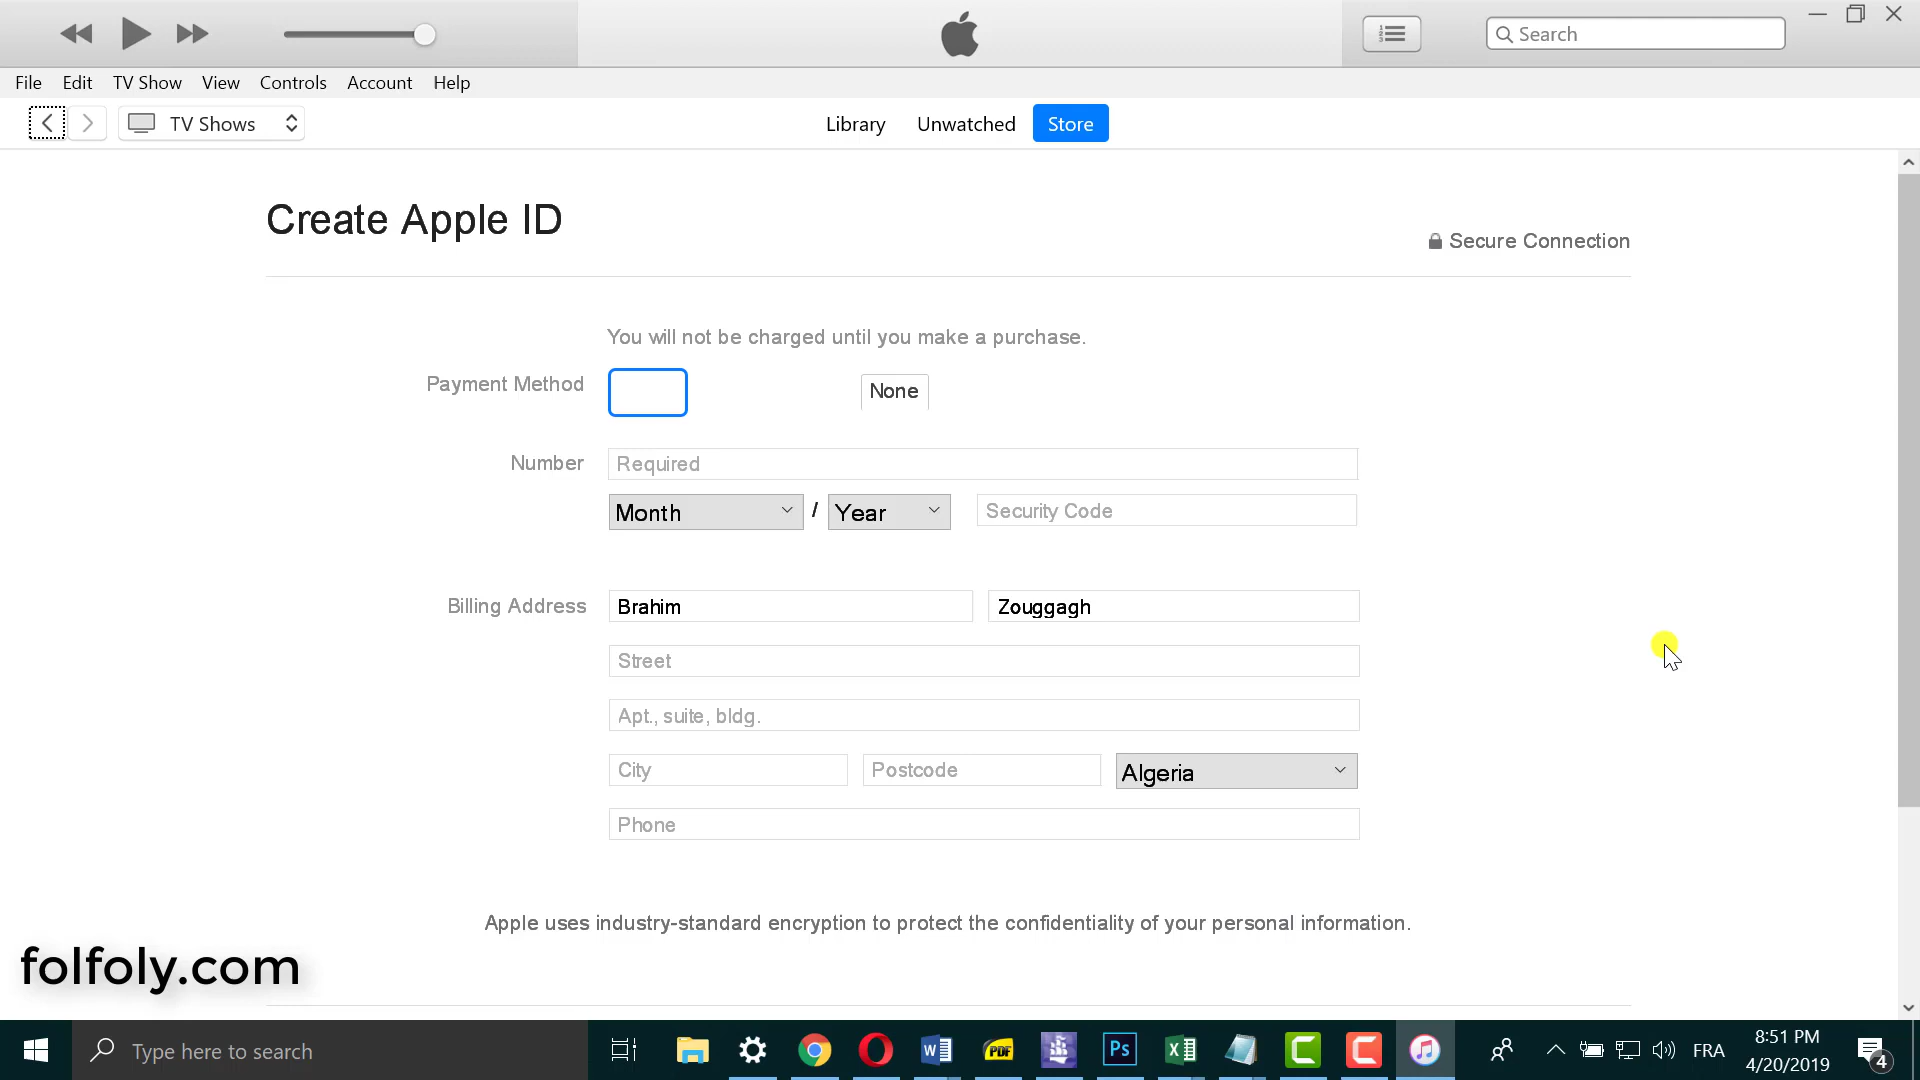 Search
File Edit TV Show View Controls Account Help
TV Shows Library Unwatched Store
Create Apple ID
Secure Connection
You will not be charged until you make a purchase.
Payment Method None
Number Required
Month / Year Security Code
Billing Address Brahim Zouggagh
Street
Apt., suite, bldg.
City Postcode Algeria
Phone
Apple uses industry-standard encryption to protect the confidentiality of your personal information.
folfoly.com
Type here to search PDF Ps FRA 8:51 PM
4/20/2019 4